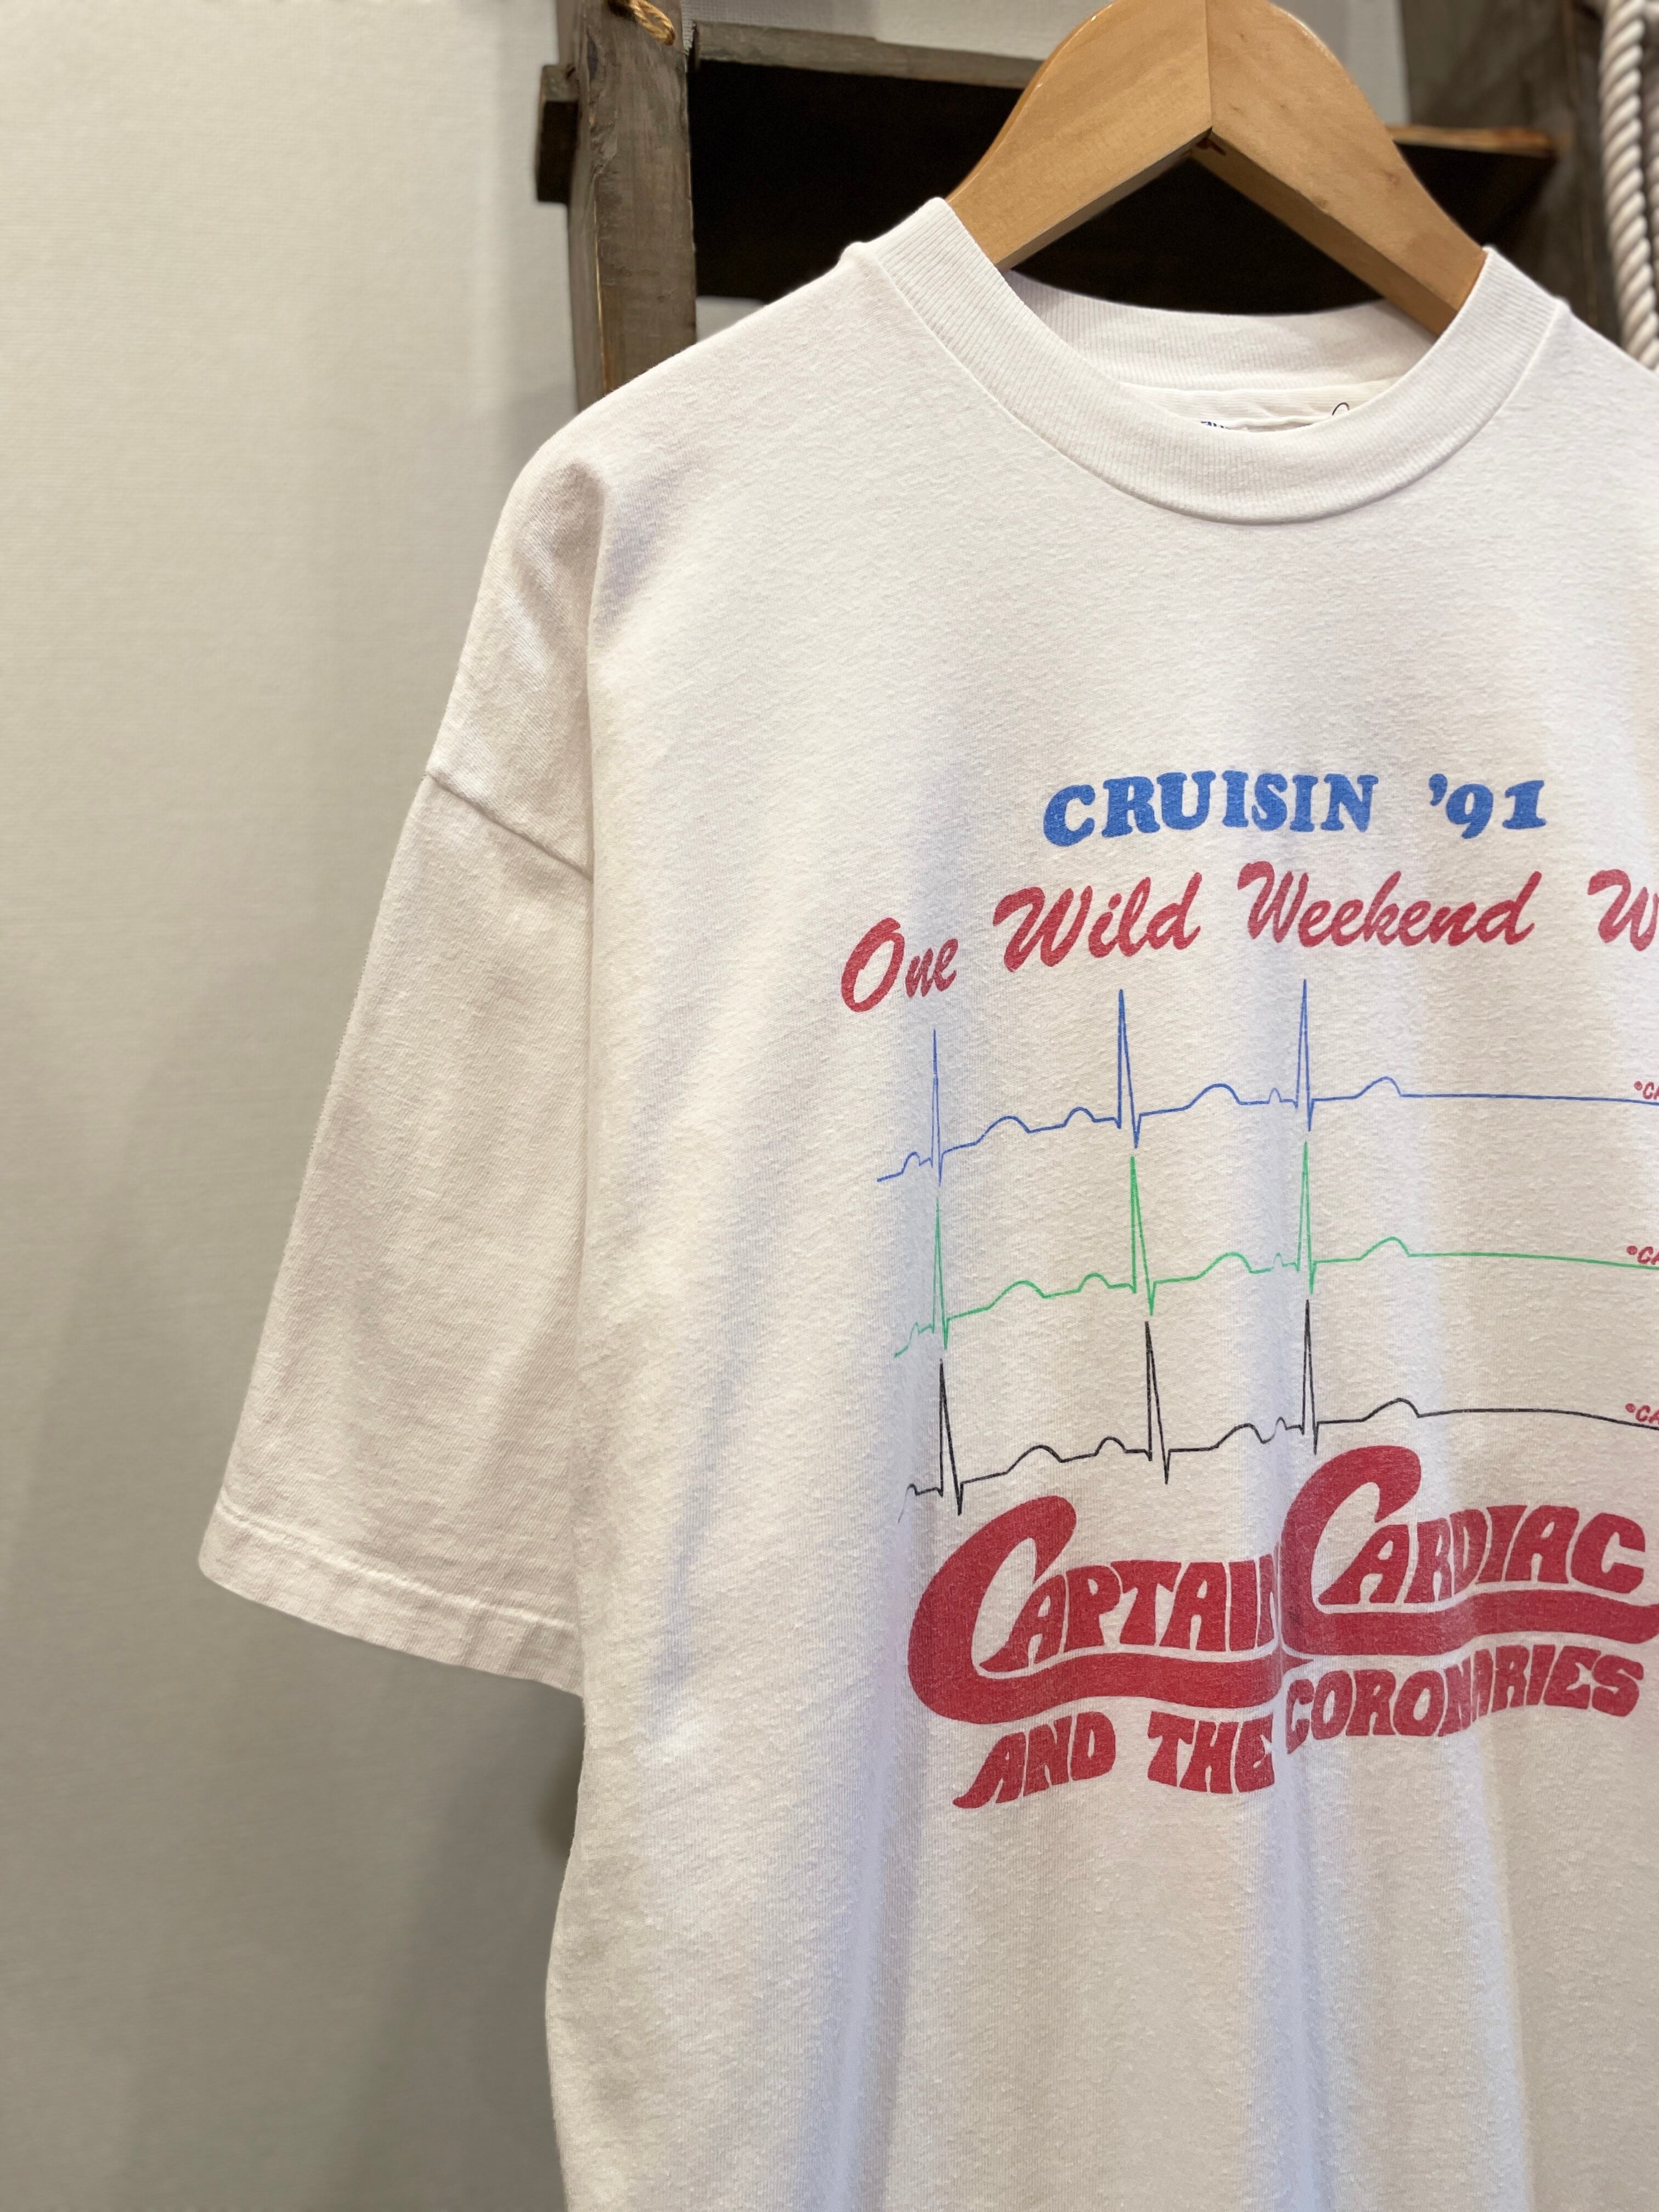 CRUISIN '91
One Wild Weekend
CAPTAIN CARDIAC
AND THE CORONARIES